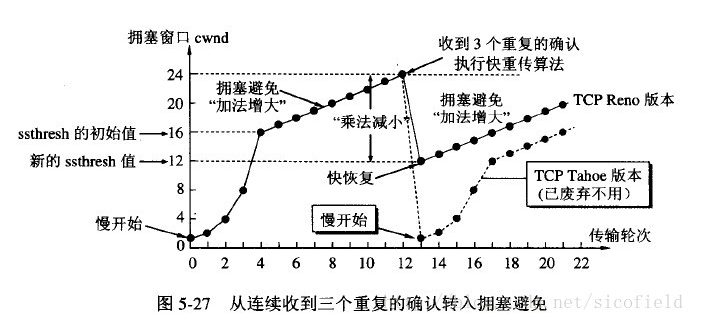 拥塞窗口 cwnd
收到 3 个重复的确认
执行快重传算法
24
20
16
12
8
4
0
拥塞避免
“加法增大”
“乘法减小”
拥塞避免
“加法增大”
TCP Reno 版本
ssthresh 的初始值
新的 ssthresh 值
快恢复
TCP Tahoe 版本
(已废弃不用)
慢开始
慢开始
传输轮次
0 2 4 6 8 10 12 14 16 18 20 22
图 5-27 从连续收到三个重复的确认转入拥塞避免
.net/sicofield